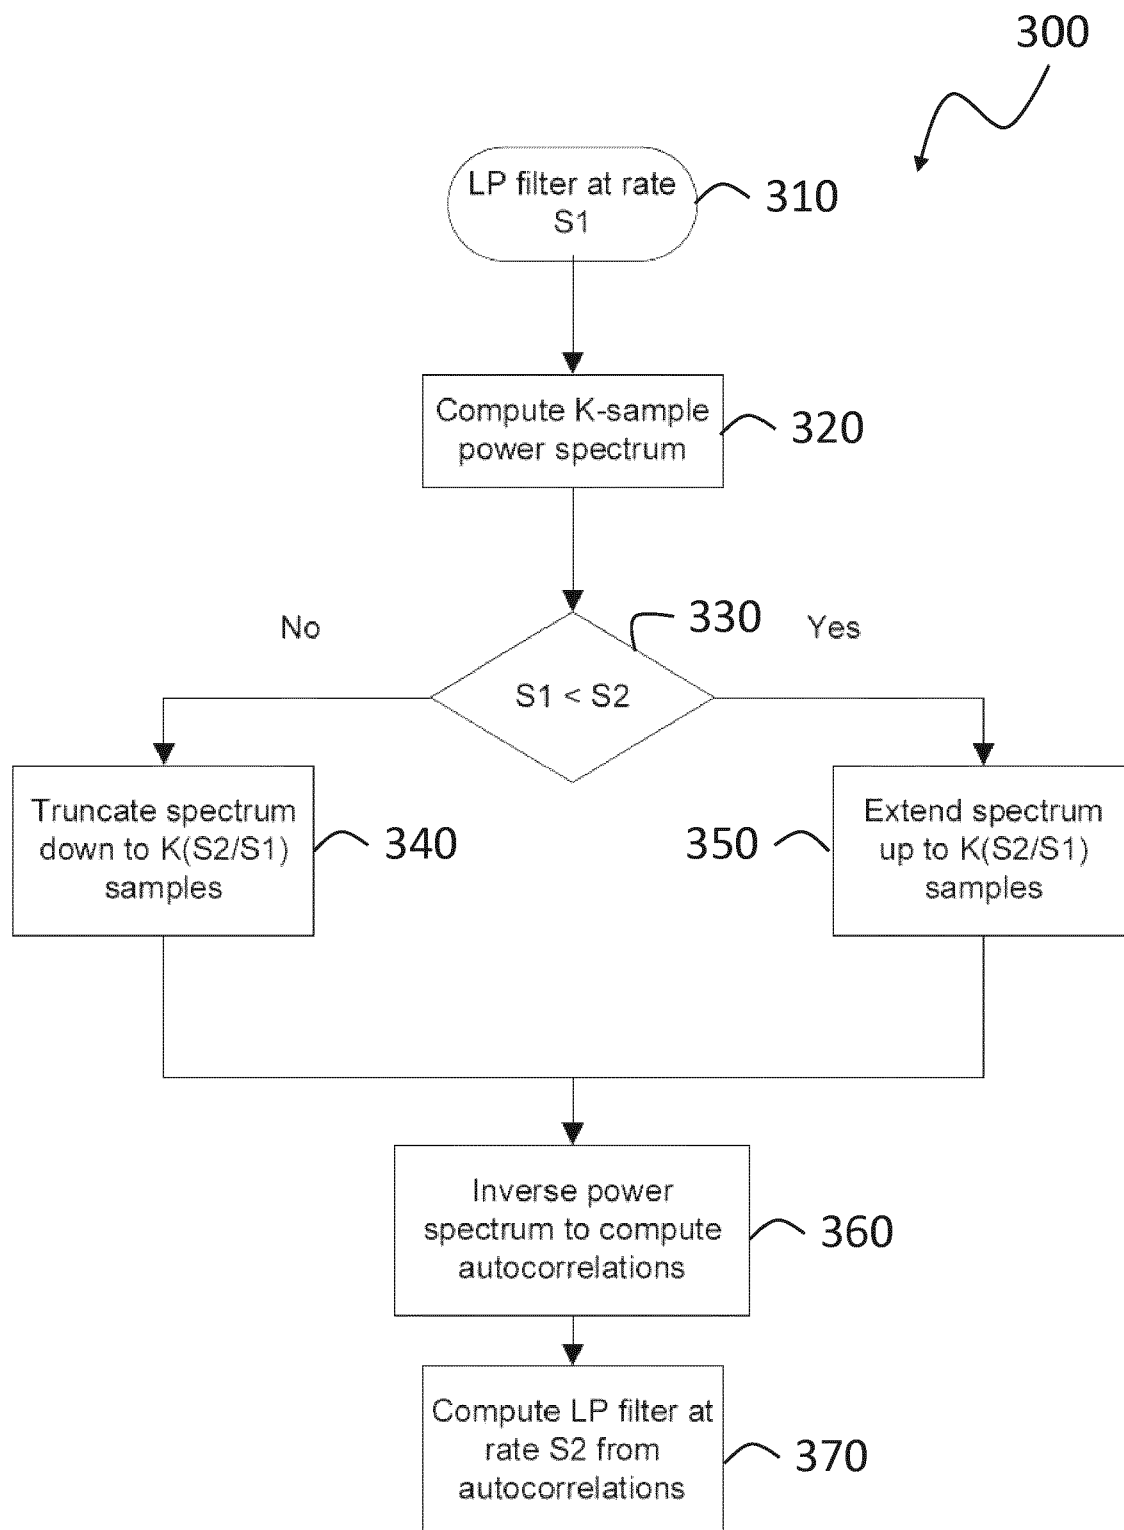 300
LP filter at rate
S1
310
Compute K-sample
power spectrum
320
No
330
Yes
S1 < S2
Truncate spectrum
down to K(S2/S1)
samples
340
350
Extend spectrum
up to K(S2/S1)
samples
Inverse power
spectrum to compute
autocorrelations
360
Compute LP filter at
rate S2 from
autocorrelations
370